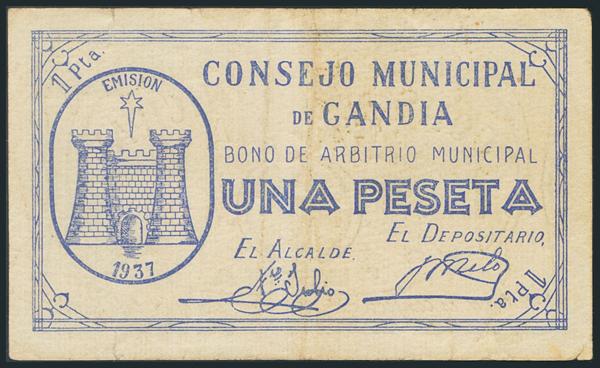 1 Pta.
EMISION
1937
CONSEJO MUNICIPAL
DE GANDIA
BONO DE ARBITRIO MUNICIPAL
UNA PESETA
EL ALCALDE,
EL DEPOSITARIO,
1 Pta.